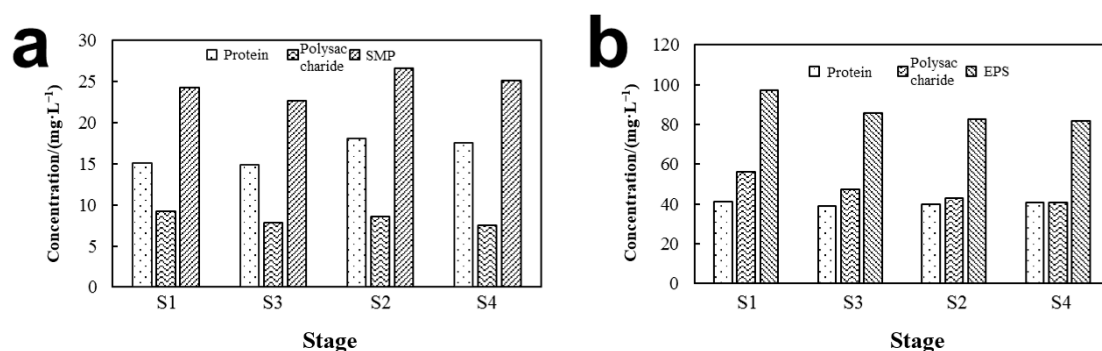 a
Concentration/(mg·L⁻¹)
30
25
20
15
10
5
0
Protein
Polysac
charide
SMP
S1 S3 S2 S4
Stage
b
Concentration/(mg·L⁻¹)
120
100
80
60
40
20
0
Protein
Polysac
charide
EPS
S1 S3 S2 S4
Stage